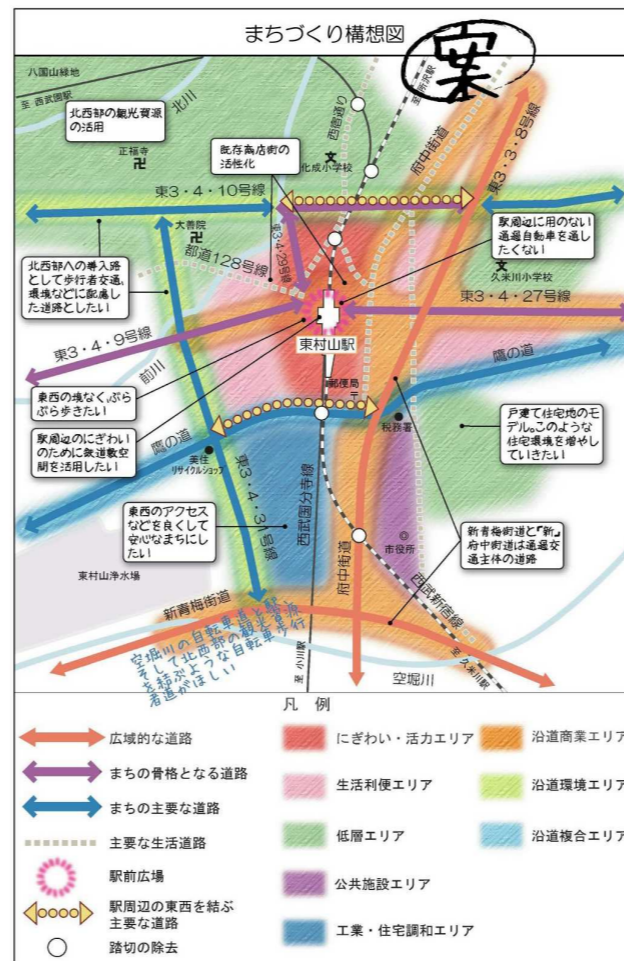 まちづくり構想図
案
八国山緑地
至 西武園駅
北川
至 所沢駅
西宿通り
府中街道
東3・3・8号線
北西部の観光資源
の活用
正福寺
既存商店街の
活性化
化成小学校
東3・4・10号線
大善院
東3・4・29号線
都道128号線
駅周辺に用のない
通過自動車を通し
たくない
久米川小学校
北西部への導入路
として歩行者交通、
環境などに配慮し
た道路としたい
東3・4・27号線
東3・4・9号線
前川
東村山駅
東西の境なく、ぶら
ぶら歩きたい
郵便局
鷹の道
税務署
戸建て住宅地のモ
デル。このような
住宅環境を増やし
ていきたい
駅周辺のにぎわい
のために鉄道敷空
間を活用したい
鷹の道
美住
リサイクルショップ
東3・4・31号線
東西のアクセス
などを良くして
安心なまちにし
たい
西武国分寺線
府中街道
市役所
新青梅街道と「新」
府中街道は通過交
通主体の道路
東村山浄水場
新青梅街道
西武新宿線
至 小川駅
空堀川
至 久米川駅
凡 例
広域的な道路
まちの骨格となる道路
まちの主要な道路
主要な生活道路
駅前広場
駅周辺の東西を結ぶ
主要な道路
踏切の除去
にぎわい・活力エリア
生活利便エリア
低層エリア
公共施設エリア
工業・住宅調和エリア
沿道商業エリア
沿道環境エリア
沿道複合エリア